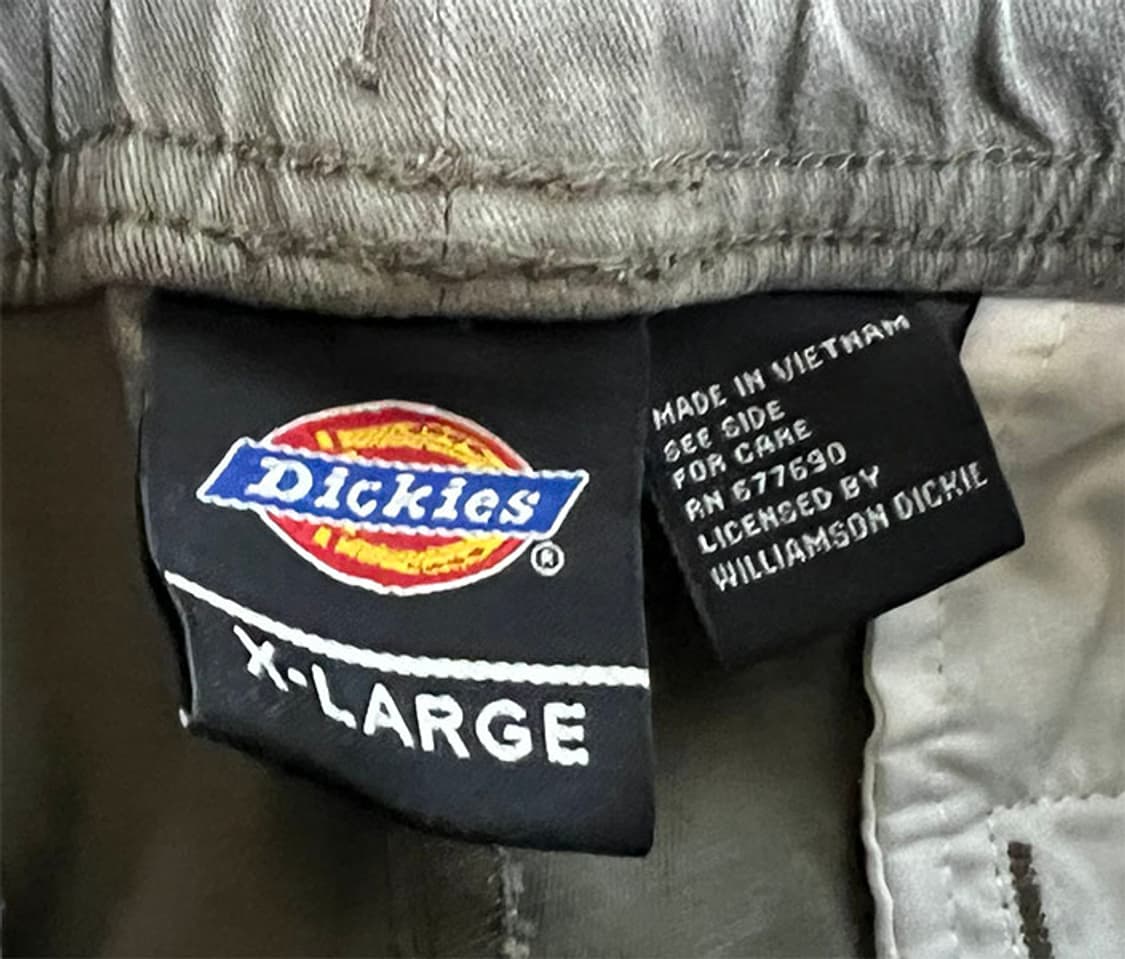 Dickies
®
X-LARGE
MADE IN VIETNAM
SEE SIDE
FOR CARE
RN 677690
LICENSED BY
WILLIAMSON DICKIE